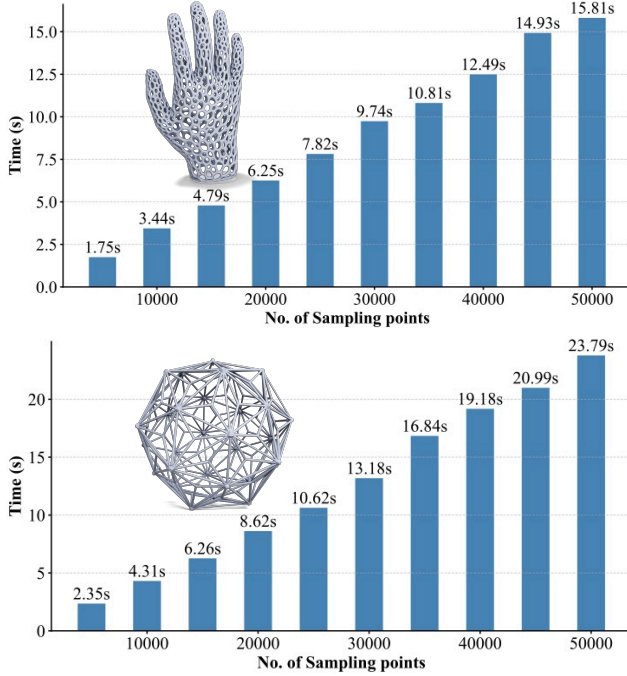 15.81s
14.93s
12.49s
10.81s
9.74s
7.82s
6.25s
4.79s
3.44s
1.75s
15.0
12.5
10.0
7.5
5.0
2.5
0.0
Time (s)
10000 20000 30000 40000 50000
No. of Sampling points
23.79s
20.99s
19.18s
16.84s
13.18s
10.62s
8.62s
6.26s
4.31s
2.35s
20
15
10
5
0
Time (s)
10000 20000 30000 40000 50000
No. of Sampling points